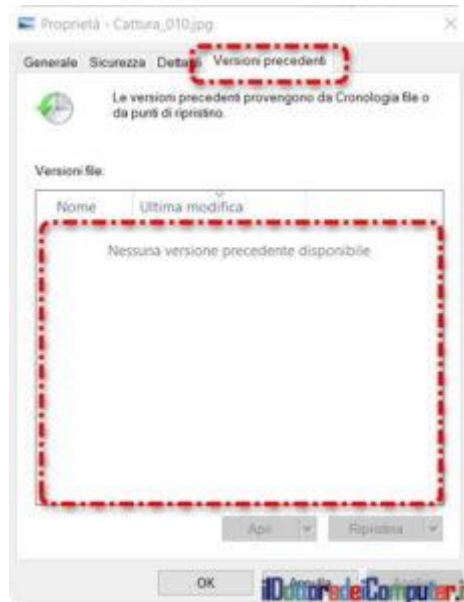 Proprietà - Cattura_010.jpg
Generale Sicurezza Dettagli Versioni precedenti
Le versioni precedenti provengono da Cronologia file o
da punti di ripristino.
Versioni file:
Nome Ultima modifica
Nessuna versione precedente disponibile
Apri Ripristina
OK Annulla
ilDottoredeiComputer.i